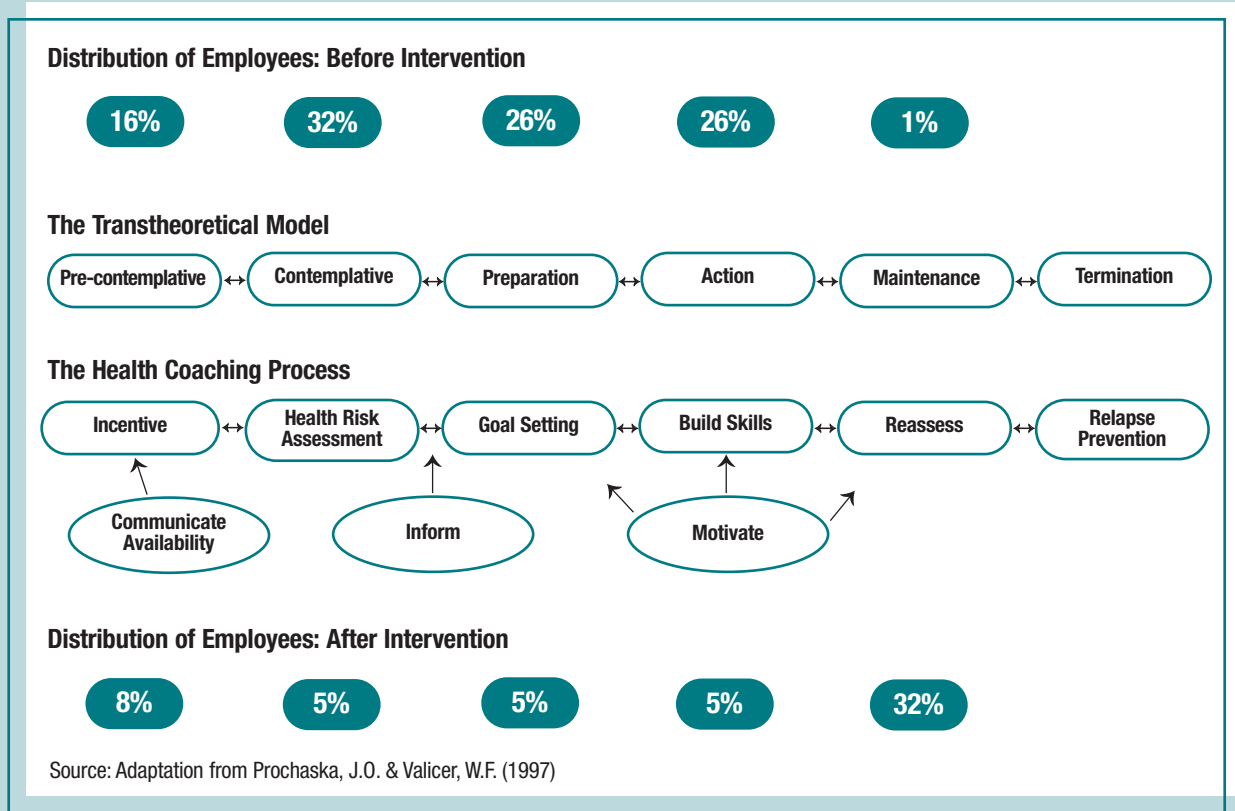 Distribution of Employees: Before Intervention
16% 32% 26% 26% 1%
The Transtheoretical Model
Pre-contemplative Contemplative Preparation Action Maintenance Termination
The Health Coaching Process
Incentive Health Risk Assessment Goal Setting Build Skills Reassess Relapse Prevention
Communicate Availability Inform Motivate
Distribution of Employees: After Intervention
8% 5% 5% 5% 32%
Source: Adaptation from Prochaska, J.O. & Valicer, W.F. (1997)